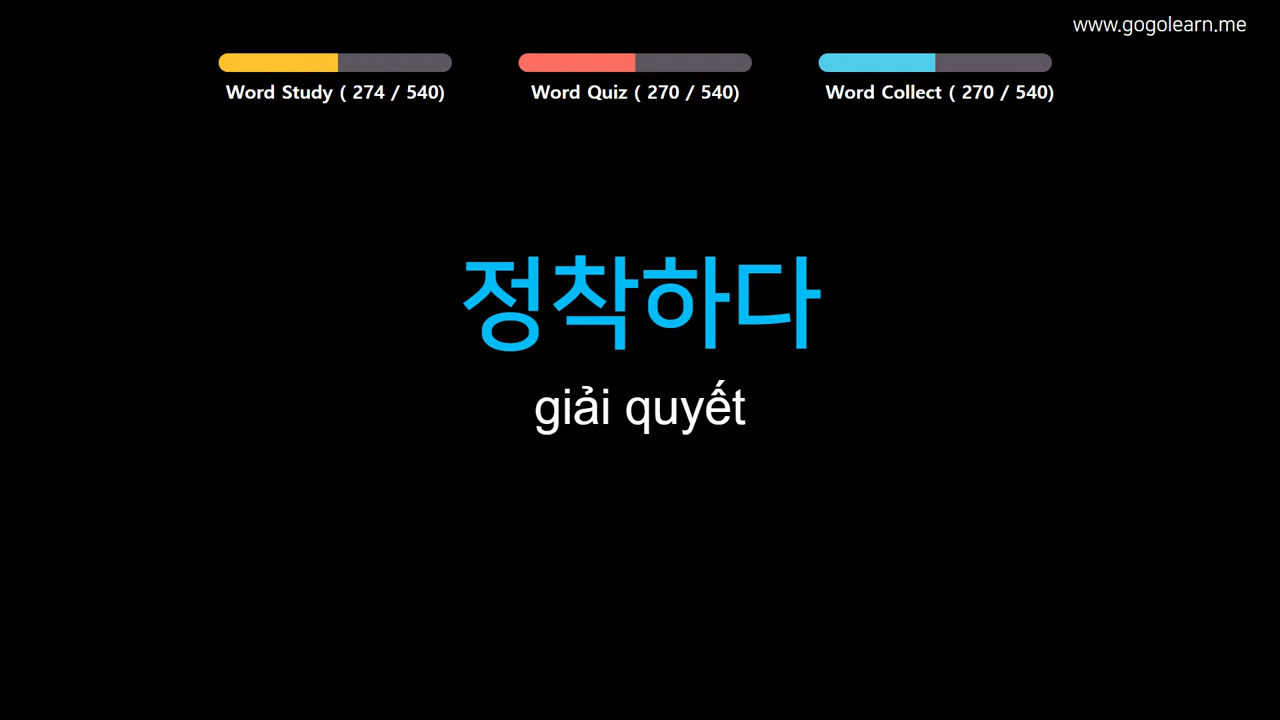 www.gogolearn.me
Word Study ( 274 / 540)
Word Quiz ( 270 / 540)
Word Collect ( 270 / 540)
정착하다
giải quyết